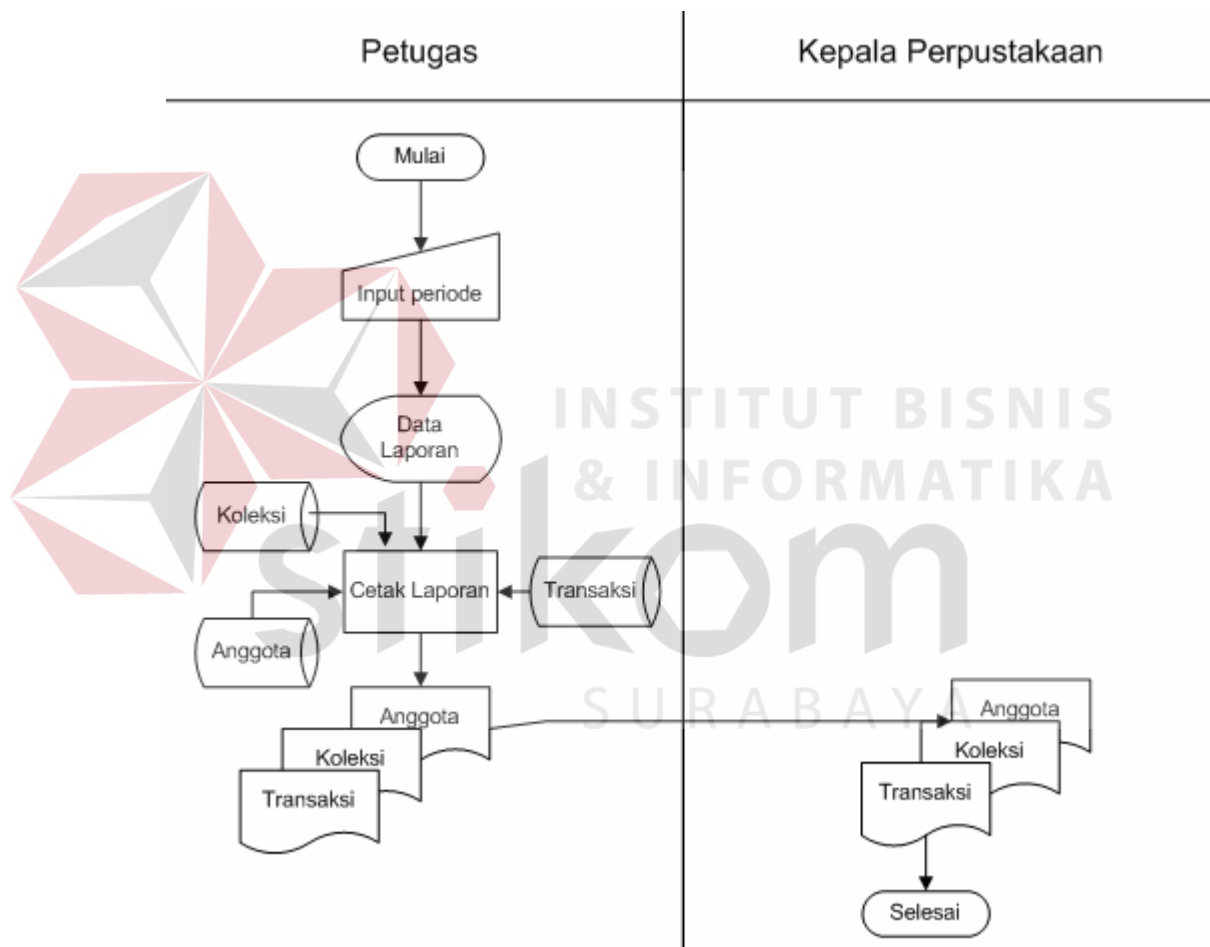 Petugas
Kepala Perpustakaan
Mulai
Input periode
Data
Laporan
Koleksi
Cetak Laporan
Transaksi
Anggota
Anggota
Koleksi
Transaksi
Anggota
Koleksi
Transaksi
Selesai
INSTITUT BISNIS
& INFORMATIKA
stikom
SURABAYA